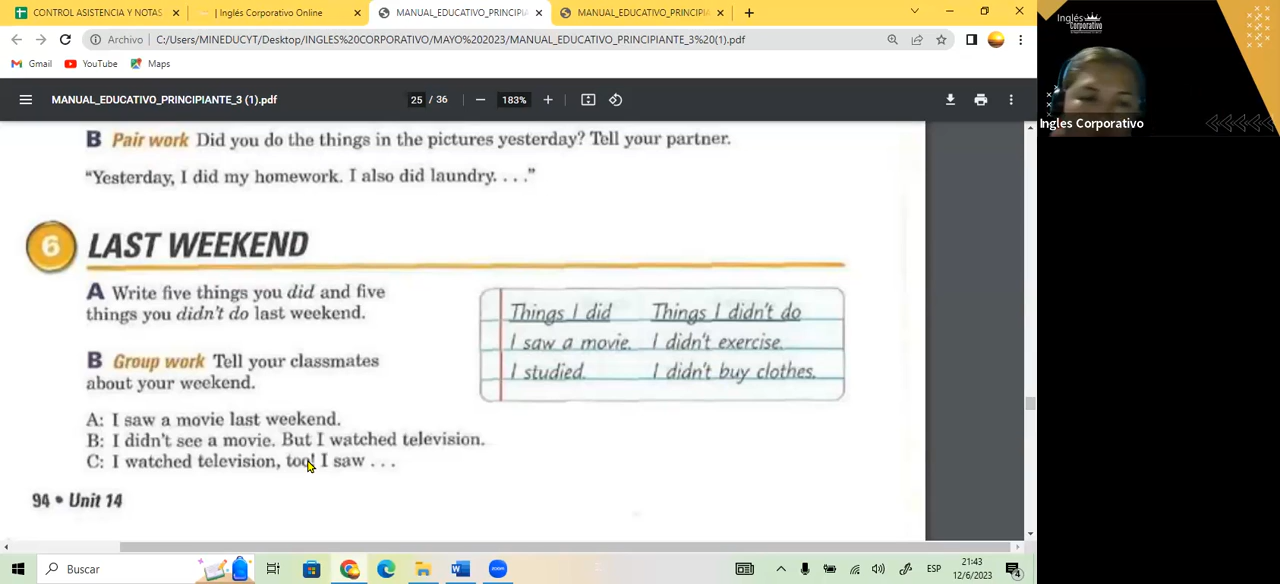 CONTROL ASISTENCIA Y NOTAS
| Inglés Corporativo Online
MANUAL_EDUCATIVO_PRINCIPIA
MANUAL_EDUCATIVO_PRINCIPIA
Archivo | C:/Users/MINEDUCYT/Desktop/INGLES%20CORPORATIVO/MAYO%202023/MANUAL_EDUCATIVO_PRINCIPIANTE_3%20(1).pdf
Gmail YouTube Maps
MANUAL_EDUCATIVO_PRINCIPIANTE_3 (1).pdf 25 / 36 183%
B Pair work Did you do the things in the pictures yesterday? Tell your partner.
“Yesterday, I did my homework. I also did laundry. . . .”
6 LAST WEEKEND
A Write five things you did and five
things you didn't do last weekend.
B Group work Tell your classmates
about your weekend.
A: I saw a movie last weekend.
B: I didn't see a movie. But I watched television.
C: I watched television, too! I saw . . .
Things I did Things I didn't do
I saw a movie. I didn't exercise.
I studied. I didn't buy clothes.
94 • Unit 14
Inglés
Corporativo
Ingles Corporativo
Buscar
ESP
21:43
12/6/2023
4